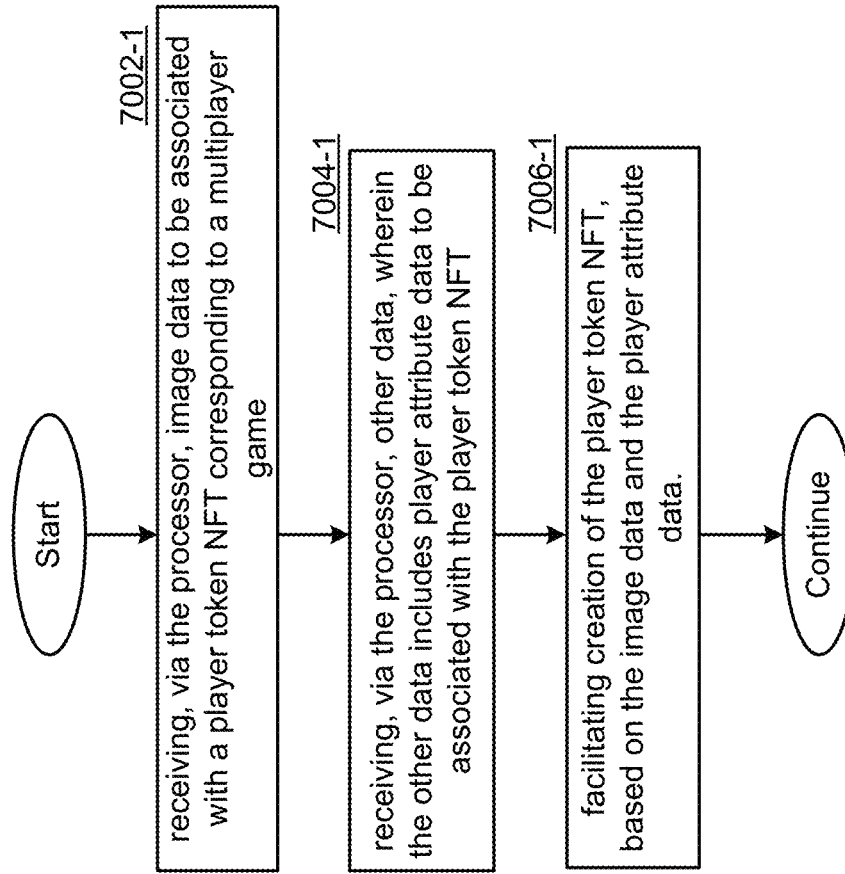 Start
7002-1
receiving, via the processor, image data to be associated
with a player token NFT corresponding to a multiplayer
game
7004-1
receiving, via the processor, other data, wherein
the other data includes player attribute data to be
associated with the player token NFT
7006-1
facilitating creation of the player token NFT,
based on the image data and the player attribute
data.
Continue